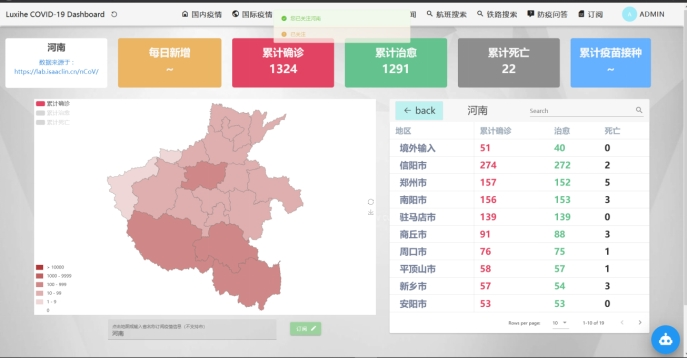 Luxihe COVID-19 Dashboard
国内疫情 国际疫情 闻 航班搜索 铁路搜索 防疫问答 订阅 ADMIN
河南
数据来源于：
https://lab.isaaclin.cn/nCoV/
每日新增
~
累计确诊
1324
累计治愈
1291
累计死亡
22
累计疫苗接种
~
累计确诊
累计治愈
累计死亡
> 10000
1000 - 9999
100 - 999
10 - 99
1 - 9
0
河南
订阅
back 河南 Search
地区 累计确诊 治愈 死亡
境外输入 51 40 0
信阳市 274 272 2
郑州市 157 152 5
南阳市 156 153 3
驻马店市 139 139 0
商丘市 91 88 3
周口市 76 75 1
平顶山市 58 57 1
新乡市 57 54 3
安阳市 53 53 0
Rows per page: 10 1-10 of 19